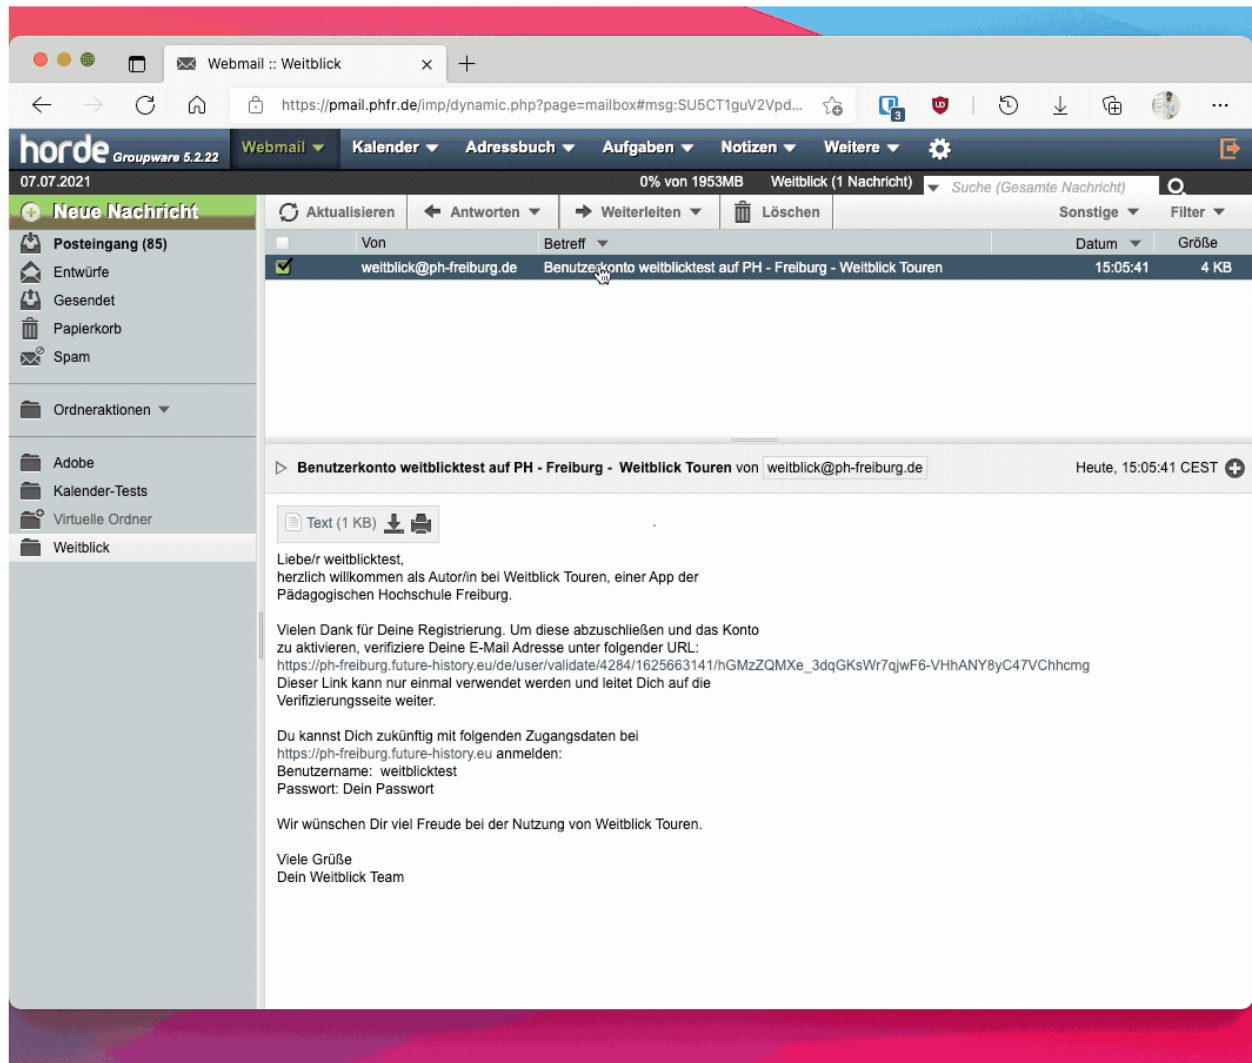 Webmail :: Weitblick
https://pmail.phfr.de/imp/dynamic.php?page=mailbox#msg:SU5CT1guV2Vpd...
3
horde Groupware 5.2.22 Webmail Kalender Adressbuch Aufgaben Notizen Weitere
07.07.2021 0% von 1953MB Weitblick (1 Nachricht) Suche (Gesamte Nachricht)
Neue Nachricht Aktualisieren Antworten Weiterleiten Löschen Sonstige Filter
Posteingang (85)
Entwürfe
Gesendet
Papierkorb
Spam
Ordneraktionen
Adobe
Kalender-Tests
Virtuelle Ordner
Weitblick
Von Betreff Datum Größe
weitblick@ph-freiburg.de Benutzerkonto weitblicktest auf PH - Freiburg - Weitblick Touren 15:05:41 4 KB
Benutzerkonto weitblicktest auf PH - Freiburg - Weitblick Touren von weitblick@ph-freiburg.de Heute, 15:05:41 CEST
Text (1 KB)
Liebe/r weitblicktest,
herzlich willkommen als Autor/in bei Weitblick Touren, einer App der
Pädagogischen Hochschule Freiburg.
Vielen Dank für Deine Registrierung. Um diese abzuschließen und das Konto
zu aktivieren, verifiziere Deine E-Mail Adresse unter folgender URL:
https://ph-freiburg.future-history.eu/de/user/validate/4284/1625663141/hGMzZQMXe_3dqGKsWr7qjwF6-VHhANY8yC47VChhcmg
Dieser Link kann nur einmal verwendet werden und leitet Dich auf die
Verifizierungsseite weiter.
Du kannst Dich zukünftig mit folgenden Zugangsdaten bei
https://ph-freiburg.future-history.eu anmelden:
Benutzername: weitblicktest
Passwort: Dein Passwort
Wir wünschen Dir viel Freude bei der Nutzung von Weitblick Touren.
Viele Grüße
Dein Weitblick Team